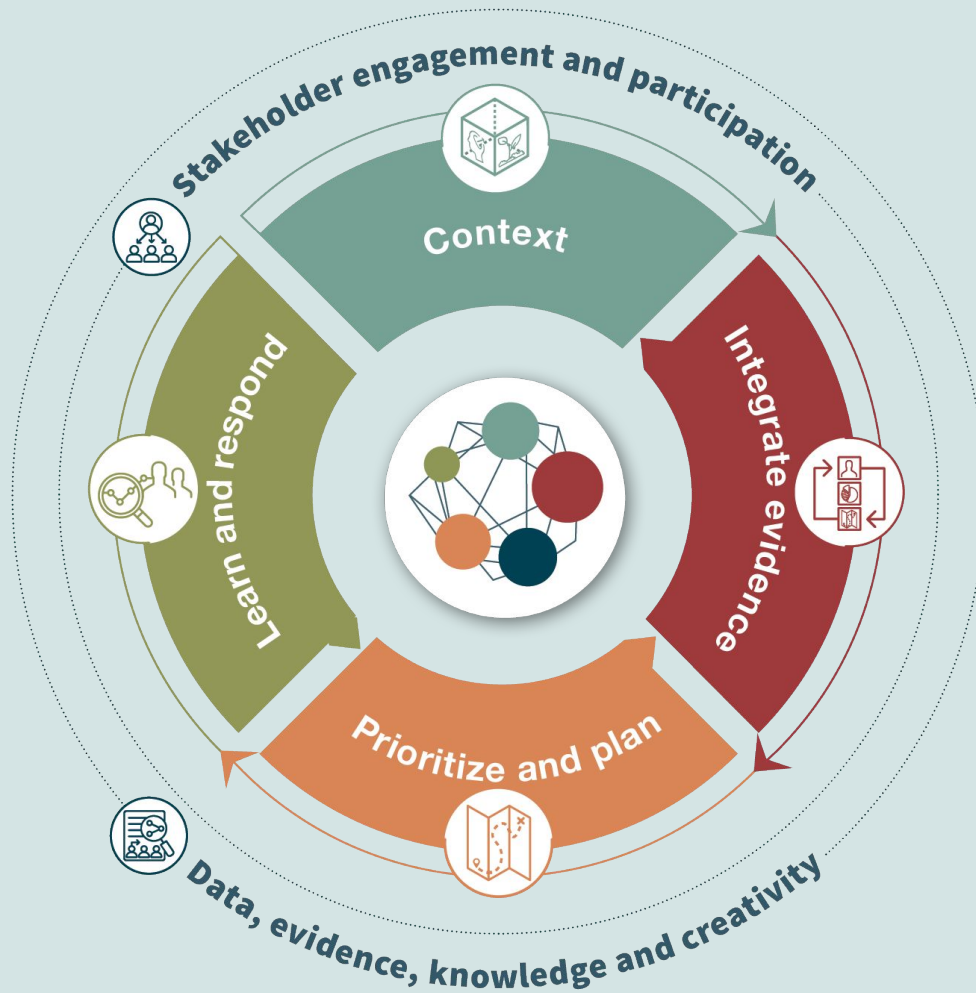 Stakeholder engagement and participation
Context
Integrate evidence
Prioritize and plan
Learn and respond
Data, evidence, knowledge and creativity